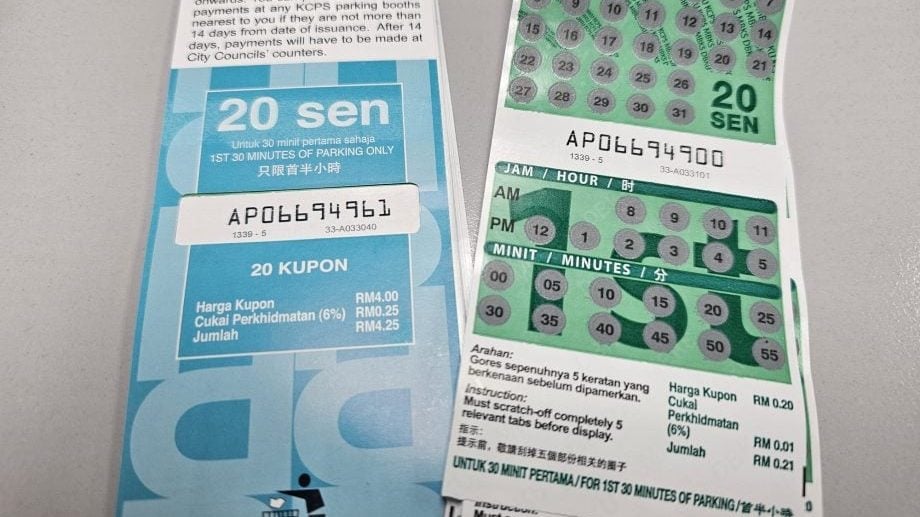 payments at any KCPS parking booths
nearest to you if they are not more than
14 days from date of issuance. After 14
days, payments will have to be made at
City Councils' counters.
20 sen
Untuk 30 minit pertama sahaja
1ST 30 MINUTES OF PARKING ONLY
只限首半小時
AP06694961
1339 - 5 33-A033040
20 KUPON
Harga Kupon RM4.00
Cukai Perkhidmatan (6%) RM0.25
Jumlah RM4.25
7
8 9 10 11 12 13 14
15 16 17 18 19 20 21
22 23 24 25 26
27 28 29 30 31
20
SEN
AP06694900
1339 - 5 33-A033101
JAM / HOUR / 时
AM 8 9 10 11
PM 12 1 2 3 4 5
MINIT / MINUTES / 分
00 05 10 15 20 25
30 35 40 45 50 55
Arahan:
Gores sepenuhnya 5 keratan yang
berkenaan sebelum dipamerkan.
Instruction:
Must scratch-off completely 5
relevant tabs before display.
指示:
提示前，敬請刮掉五個部份相關的圈子
Harga Kupon RM 0.20
Cukai
Perkhidmatan
(6%) RM 0.01
Jumlah RM 0.21
UNTUK 30 MINIT PERTAMA / FOR 1ST 30 MINUTES OF PARKING / 首半小時
Instruction:
Must